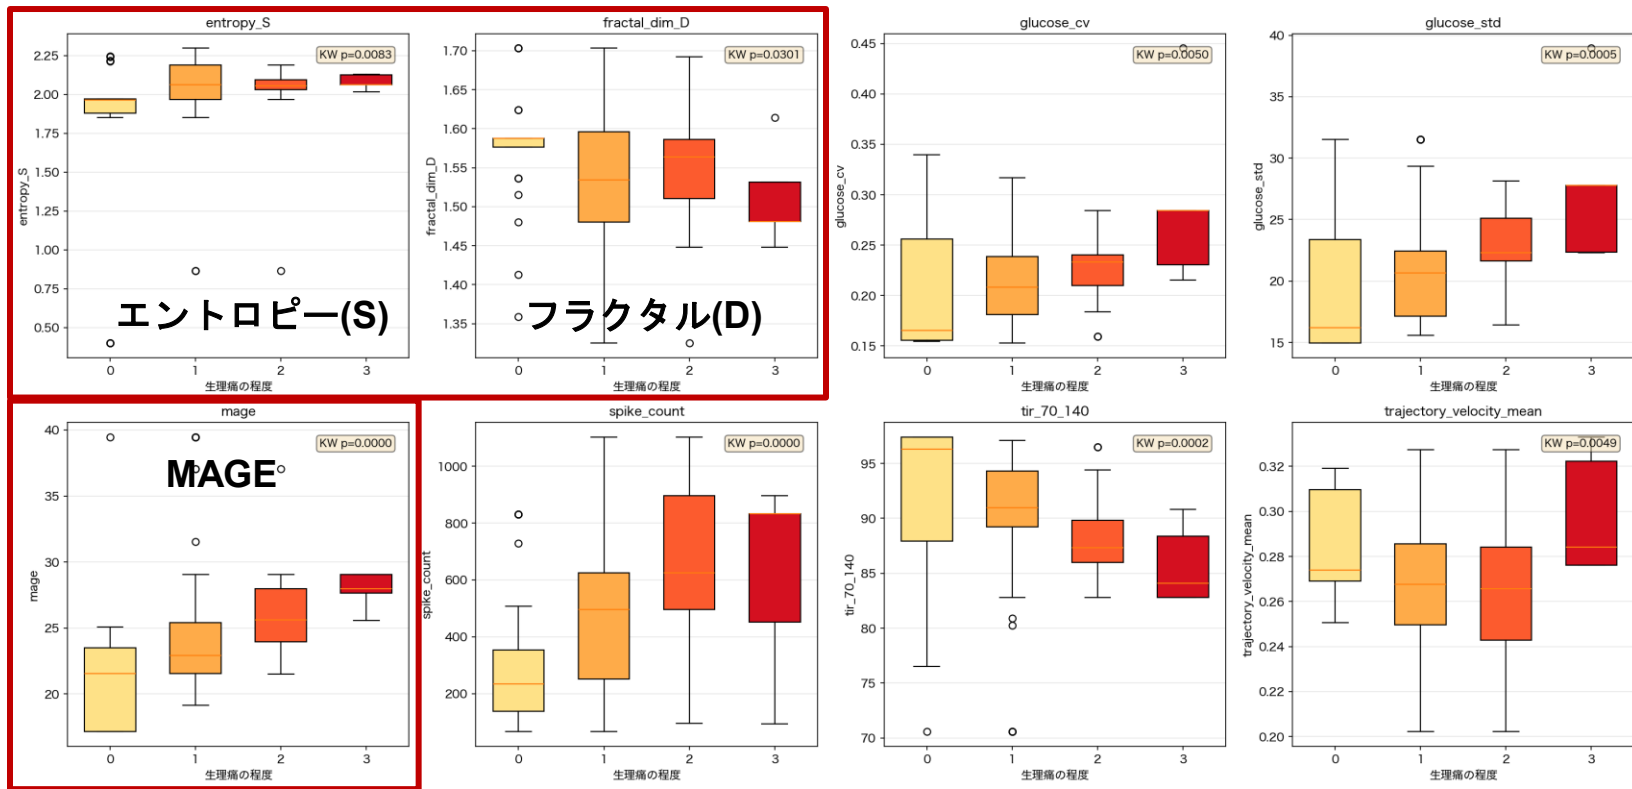 entropy_S
KW p=0.0083
2.25
2.00
1.75
1.50
1.25
1.00
0.75
0.50
entropy_S
エントロピー(S)
0 1 2 3
生理痛の程度
fractal_dim_D
KW p=0.0301
1.70
1.65
1.60
1.55
1.50
1.45
1.40
1.35
fractal_dim_D
フラクタル(D)
0 1 2 3
生理痛の程度
glucose_cv
KW p=0.0050
0.45
0.40
0.35
0.30
0.25
0.20
0.15
glucose_cv
0 1 2 3
生理痛の程度
glucose_std
KW p=0.0005
40
35
30
25
20
15
glucose_std
0 1 2 3
生理痛の程度
mage
KW p=0.0000
MAGE
40
35
30
25
20
mage
0 1 2 3
生理痛の程度
spike_count
KW p=0.0000
1000
800
600
400
200
spike_count
0 1 2 3
生理痛の程度
tir_70_140
KW p=0.0002
95
90
85
80
75
70
tir_70_140
0 1 2 3
生理痛の程度
trajectory_velocity_mean
KW p=0.0049
0.32
0.30
0.28
0.26
0.24
0.22
0.20
trajectory_velocity_mean
0 1 2 3
生理痛の程度